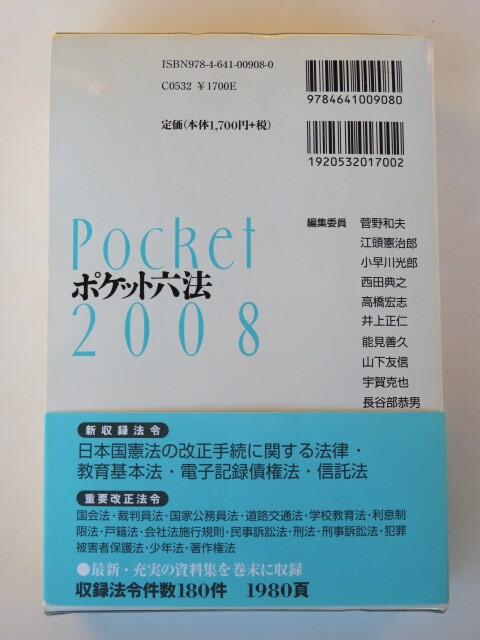 ISBN978-4-641-00908-0
C0532 ￥1700E
定価(本体1,700円+税)
9784641009080
1920532017002
Pocket
ポケット六法
2008
編集委員 菅野和夫
江頭憲治郎
小早川光郎
西田典之
高橋宏志
井上正仁
能見善久
山下友信
宇賀克也
長谷部恭男
新収録法令
日本国憲法の改正手続に関する法律・
教育基本法・電子記録債権法・信託法
重要改正法令
国会法・裁判員法・国家公務員法・道路交通法・学校教育法・利息制
限法・戸籍法・会社法施行規則・民事訴訟法・刑法・刑事訴訟法・犯罪
被害者保護法・少年法・著作権法
●最新・充実の資料集を巻末に収録
収録法令件数180件 1980頁